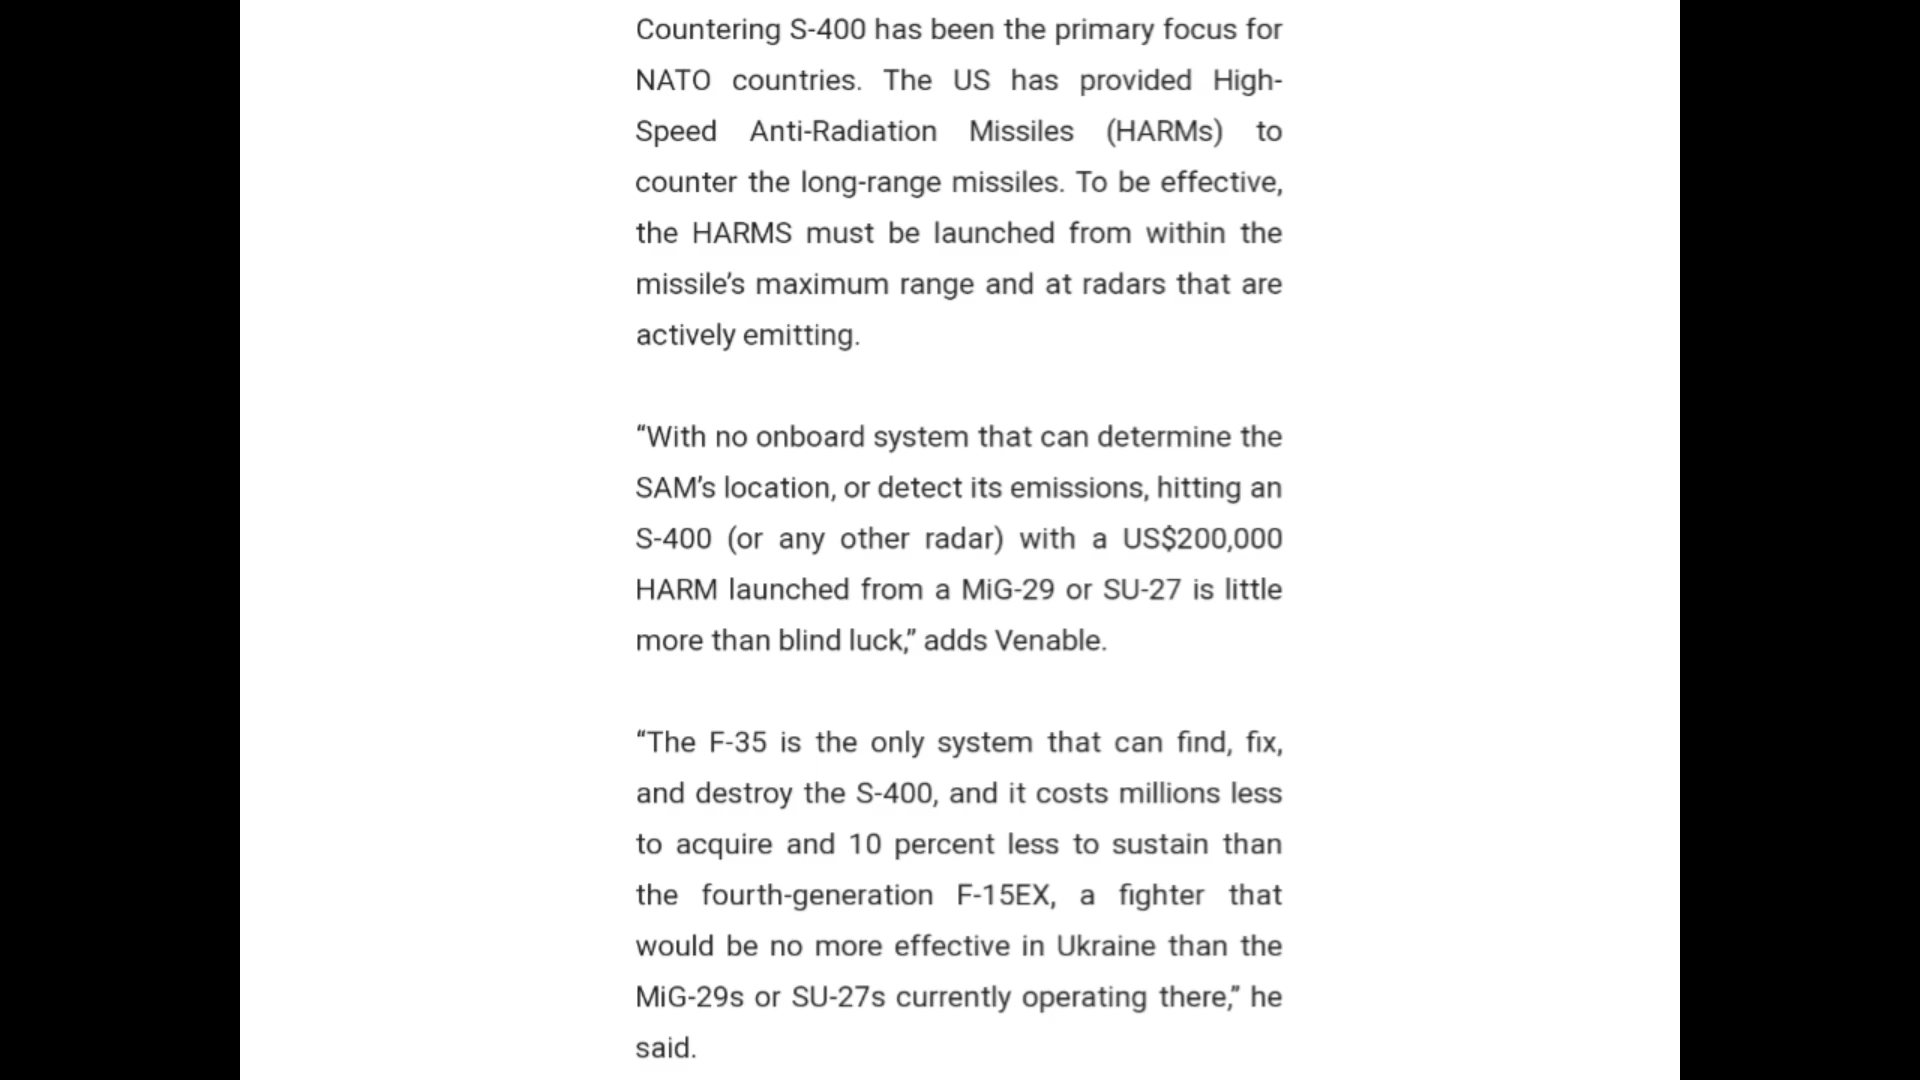 Countering S-400 has been the primary focus for
NATO countries. The US has provided High-
Speed Anti-Radiation Missiles (HARMs) to
counter the long-range missiles. To be effective,
the HARMS must be launched from within the
missile’s maximum range and at radars that are
actively emitting.
“With no onboard system that can determine the
SAM’s location, or detect its emissions, hitting an
S-400 (or any other radar) with a US$200,000
HARM launched from a MiG-29 or SU-27 is little
more than blind luck,” adds Venable.
“The F-35 is the only system that can find, fix,
and destroy the S-400, and it costs millions less
to acquire and 10 percent less to sustain than
the fourth-generation F-15EX, a fighter that
would be no more effective in Ukraine than the
MiG-29s or SU-27s currently operating there,” he
said.